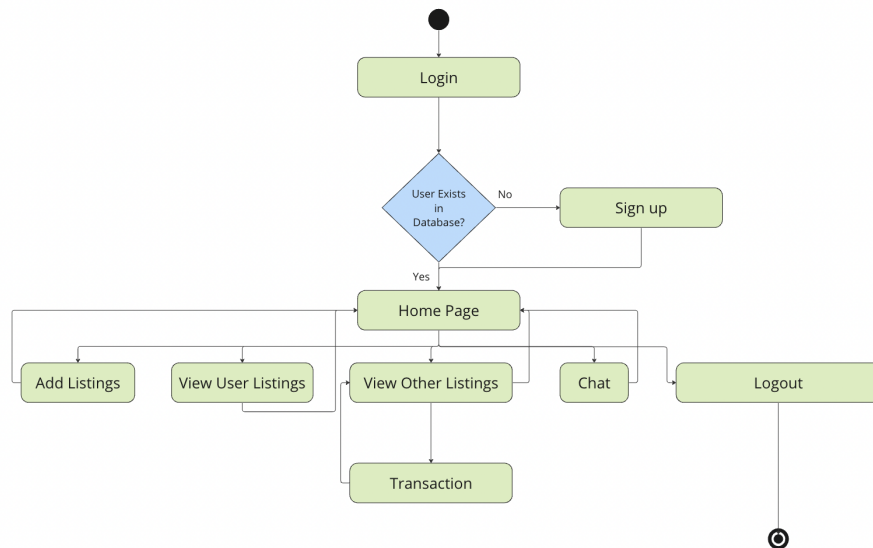 Login
User Exists
in
Database?
No
Sign up
Yes
Home Page
Add Listings
View User Listings
View Other Listings
Chat
Logout
Transaction